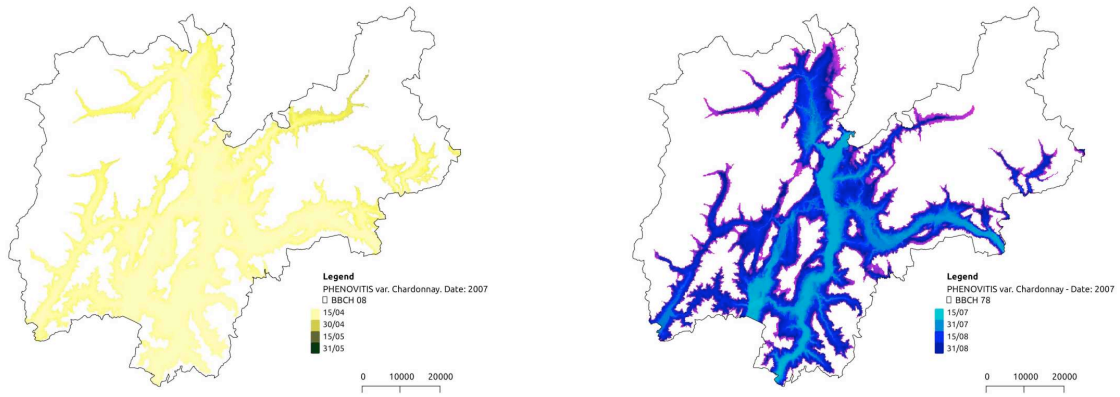 Legend
PHENOVITIS var. Chardonnay. Date: 2007
BBCH 08
15/04
30/04
15/05
31/05
0 10000 20000
Legend
PHENOVITIS var. Chardonnay - Date: 2007
BBCH 78
15/07
31/07
15/08
31/08
0 10000 20000